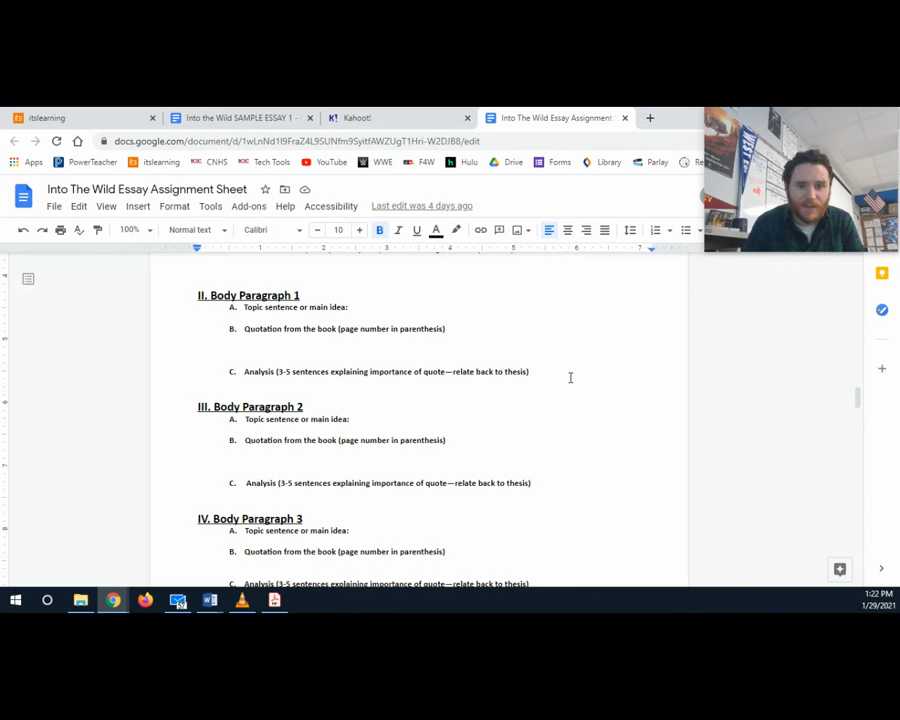 itslearning
Into the Wild SAMPLE ESSAY 1 -
Kahoot!
Into The Wild Essay Assignment
docs.google.com/document/d/1wLnNd1l9FraZ4L9SUNfm9SyitfAWZUgT1Hri-W2DJB8/edit
Apps PowerTeacher itslearning CNHS Tech Tools YouTube WWE F4W Hulu Drive Forms Library Parlay
Into The Wild Essay Assignment Sheet
File Edit View Insert Format Tools Add-ons Help Accessibility Last edit was 4 days ago
100% Normal text Calibri 10 B I U A
II. Body Paragraph 1
A. Topic sentence or main idea:
B. Quotation from the book (page number in parenthesis)
C. Analysis (3-5 sentences explaining importance of quote—relate back to thesis)
III. Body Paragraph 2
A. Topic sentence or main idea:
B. Quotation from the book (page number in parenthesis)
C. Analysis (3-5 sentences explaining importance of quote—relate back to thesis)
IV. Body Paragraph 3
A. Topic sentence or main idea:
B. Quotation from the book (page number in parenthesis)
C. Analysis (3-5 sentences explaining importance of quote—relate back to thesis)
1:22 PM
1/29/2021